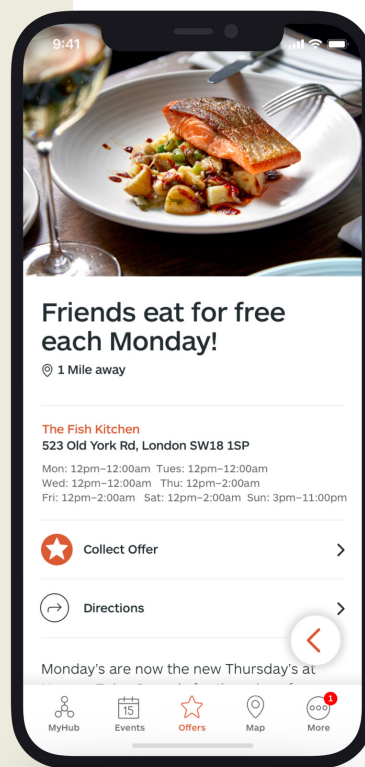 9:41
Friends eat for free
each Monday!
1 Mile away
The Fish Kitchen
523 Old York Rd, London SW18 1SP
Mon: 12pm–12:00am Tues: 12pm–12:00am
Wed: 12pm–12:00am Thu: 12pm–2:00am
Fri: 12pm–2:00am Sat: 12pm–2:00am Sun: 3pm–11:00pm
Collect Offer
Directions
Monday's are now the new Thursday's at
15
1
MyHub Events Offers Map More